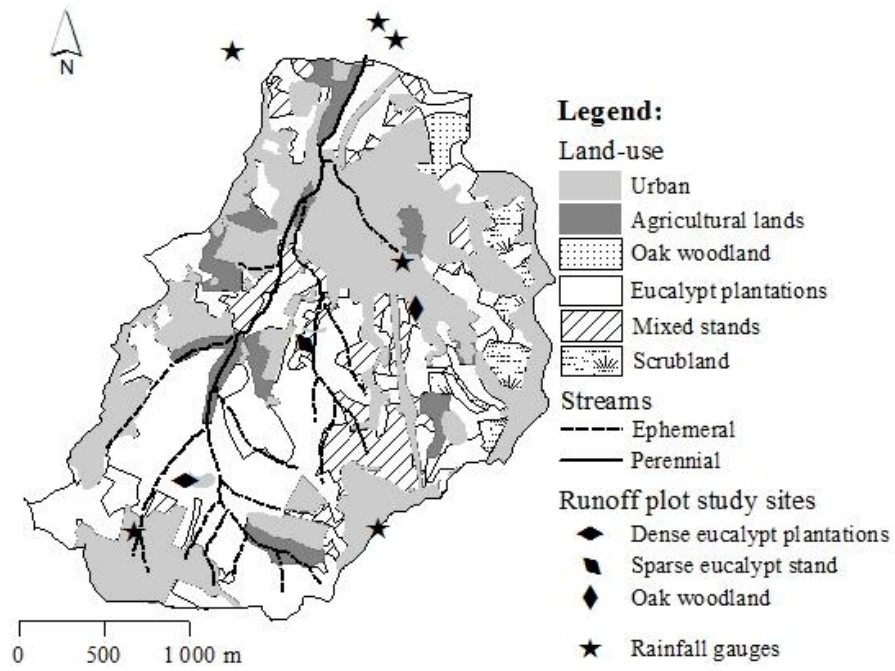 N
Legend:
Land-use
Urban
Agricultural lands
Oak woodland
Eucalypt plantations
Mixed stands
Scrubland
Streams
Ephemeral
Perennial
Runoff plot study sites
Dense eucalypt plantations
Sparse eucalypt stand
Oak woodland
Rainfall gauges
0 500 1 000 m